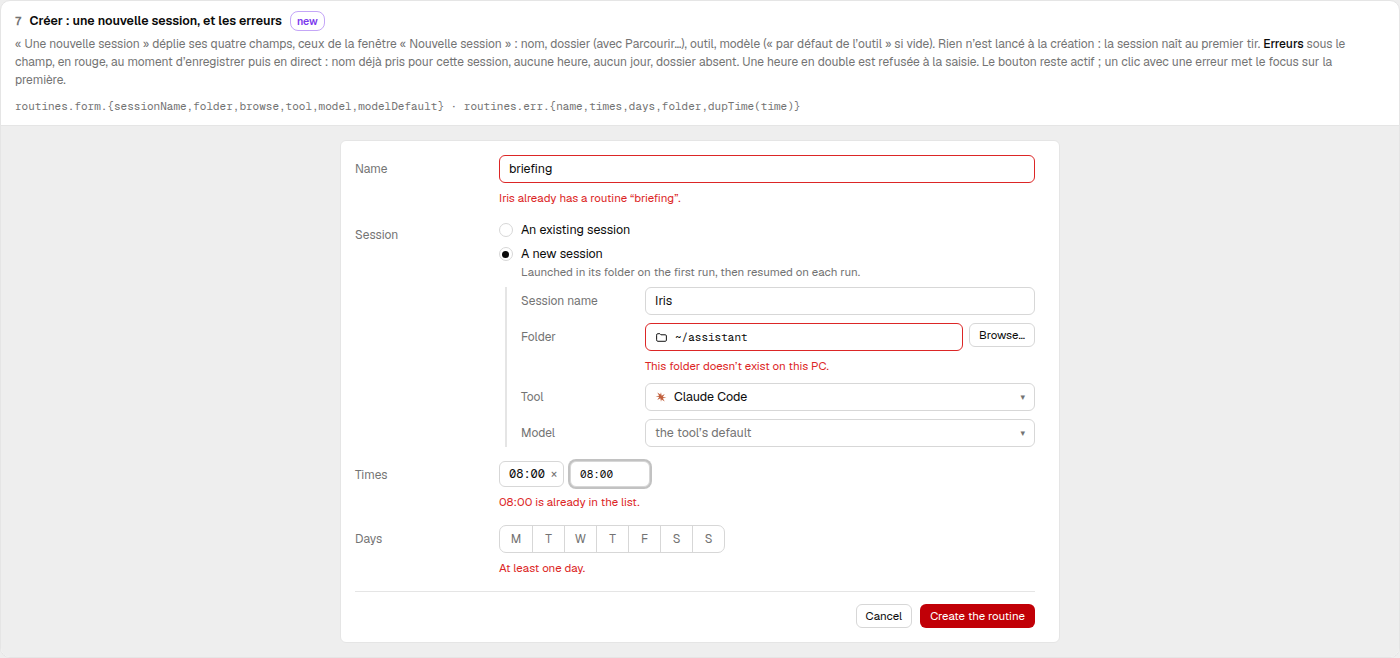 7 Créer : une nouvelle session, et les erreurs new
« Une nouvelle session » déplie ses quatre champs, ceux de la fenêtre « Nouvelle session » : nom, dossier (avec Parcourir…), outil, modèle (« par défaut de l'outil » si vide). Rien n'est lancé à la création : la session naît au premier tir. Erreurs sous le
champ, en rouge, au moment d'enregistrer puis en direct : nom déjà pris pour cette session, aucune heure, aucun jour, dossier absent. Une heure en double est refusée à la saisie. Le bouton reste actif ; un clic avec une erreur met le focus sur la
première.
routines.form.{sessionName,folder,browse,tool,model,modelDefault} · routines.err.{name,times,days,folder,dupTime(time)}
Name briefing
Iris already has a routine “briefing”.
Session An existing session
A new session
Launched in its folder on the first run, then resumed on each run.
Session name Iris
Folder ~/assistant Browse…
This folder doesn't exist on this PC.
Tool Claude Code ▾
Model the tool's default ▾
Times 08:00 × 08:00
08:00 is already in the list.
Days M T W T F S S
At least one day.
Cancel Create the routine